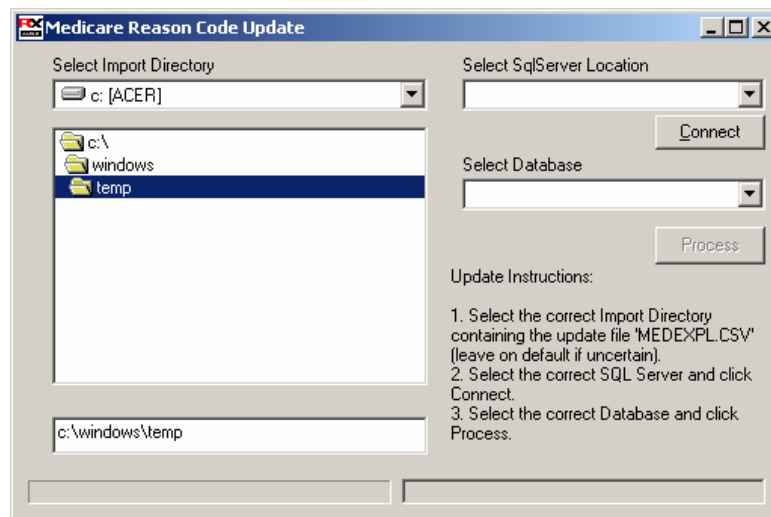 Medicare Reason Code Update
Select Import Directory
c: [ACER]
c:\
windows
temp
c:\windows\temp
Select SqlServer Location
Connect
Select Database
Process
Update Instructions:
1. Select the correct Import Directory
containing the update file 'MEDEXPL.CSV'
(leave on default if uncertain).
2. Select the correct SQL Server and click
Connect.
3. Select the correct Database and click
Process.